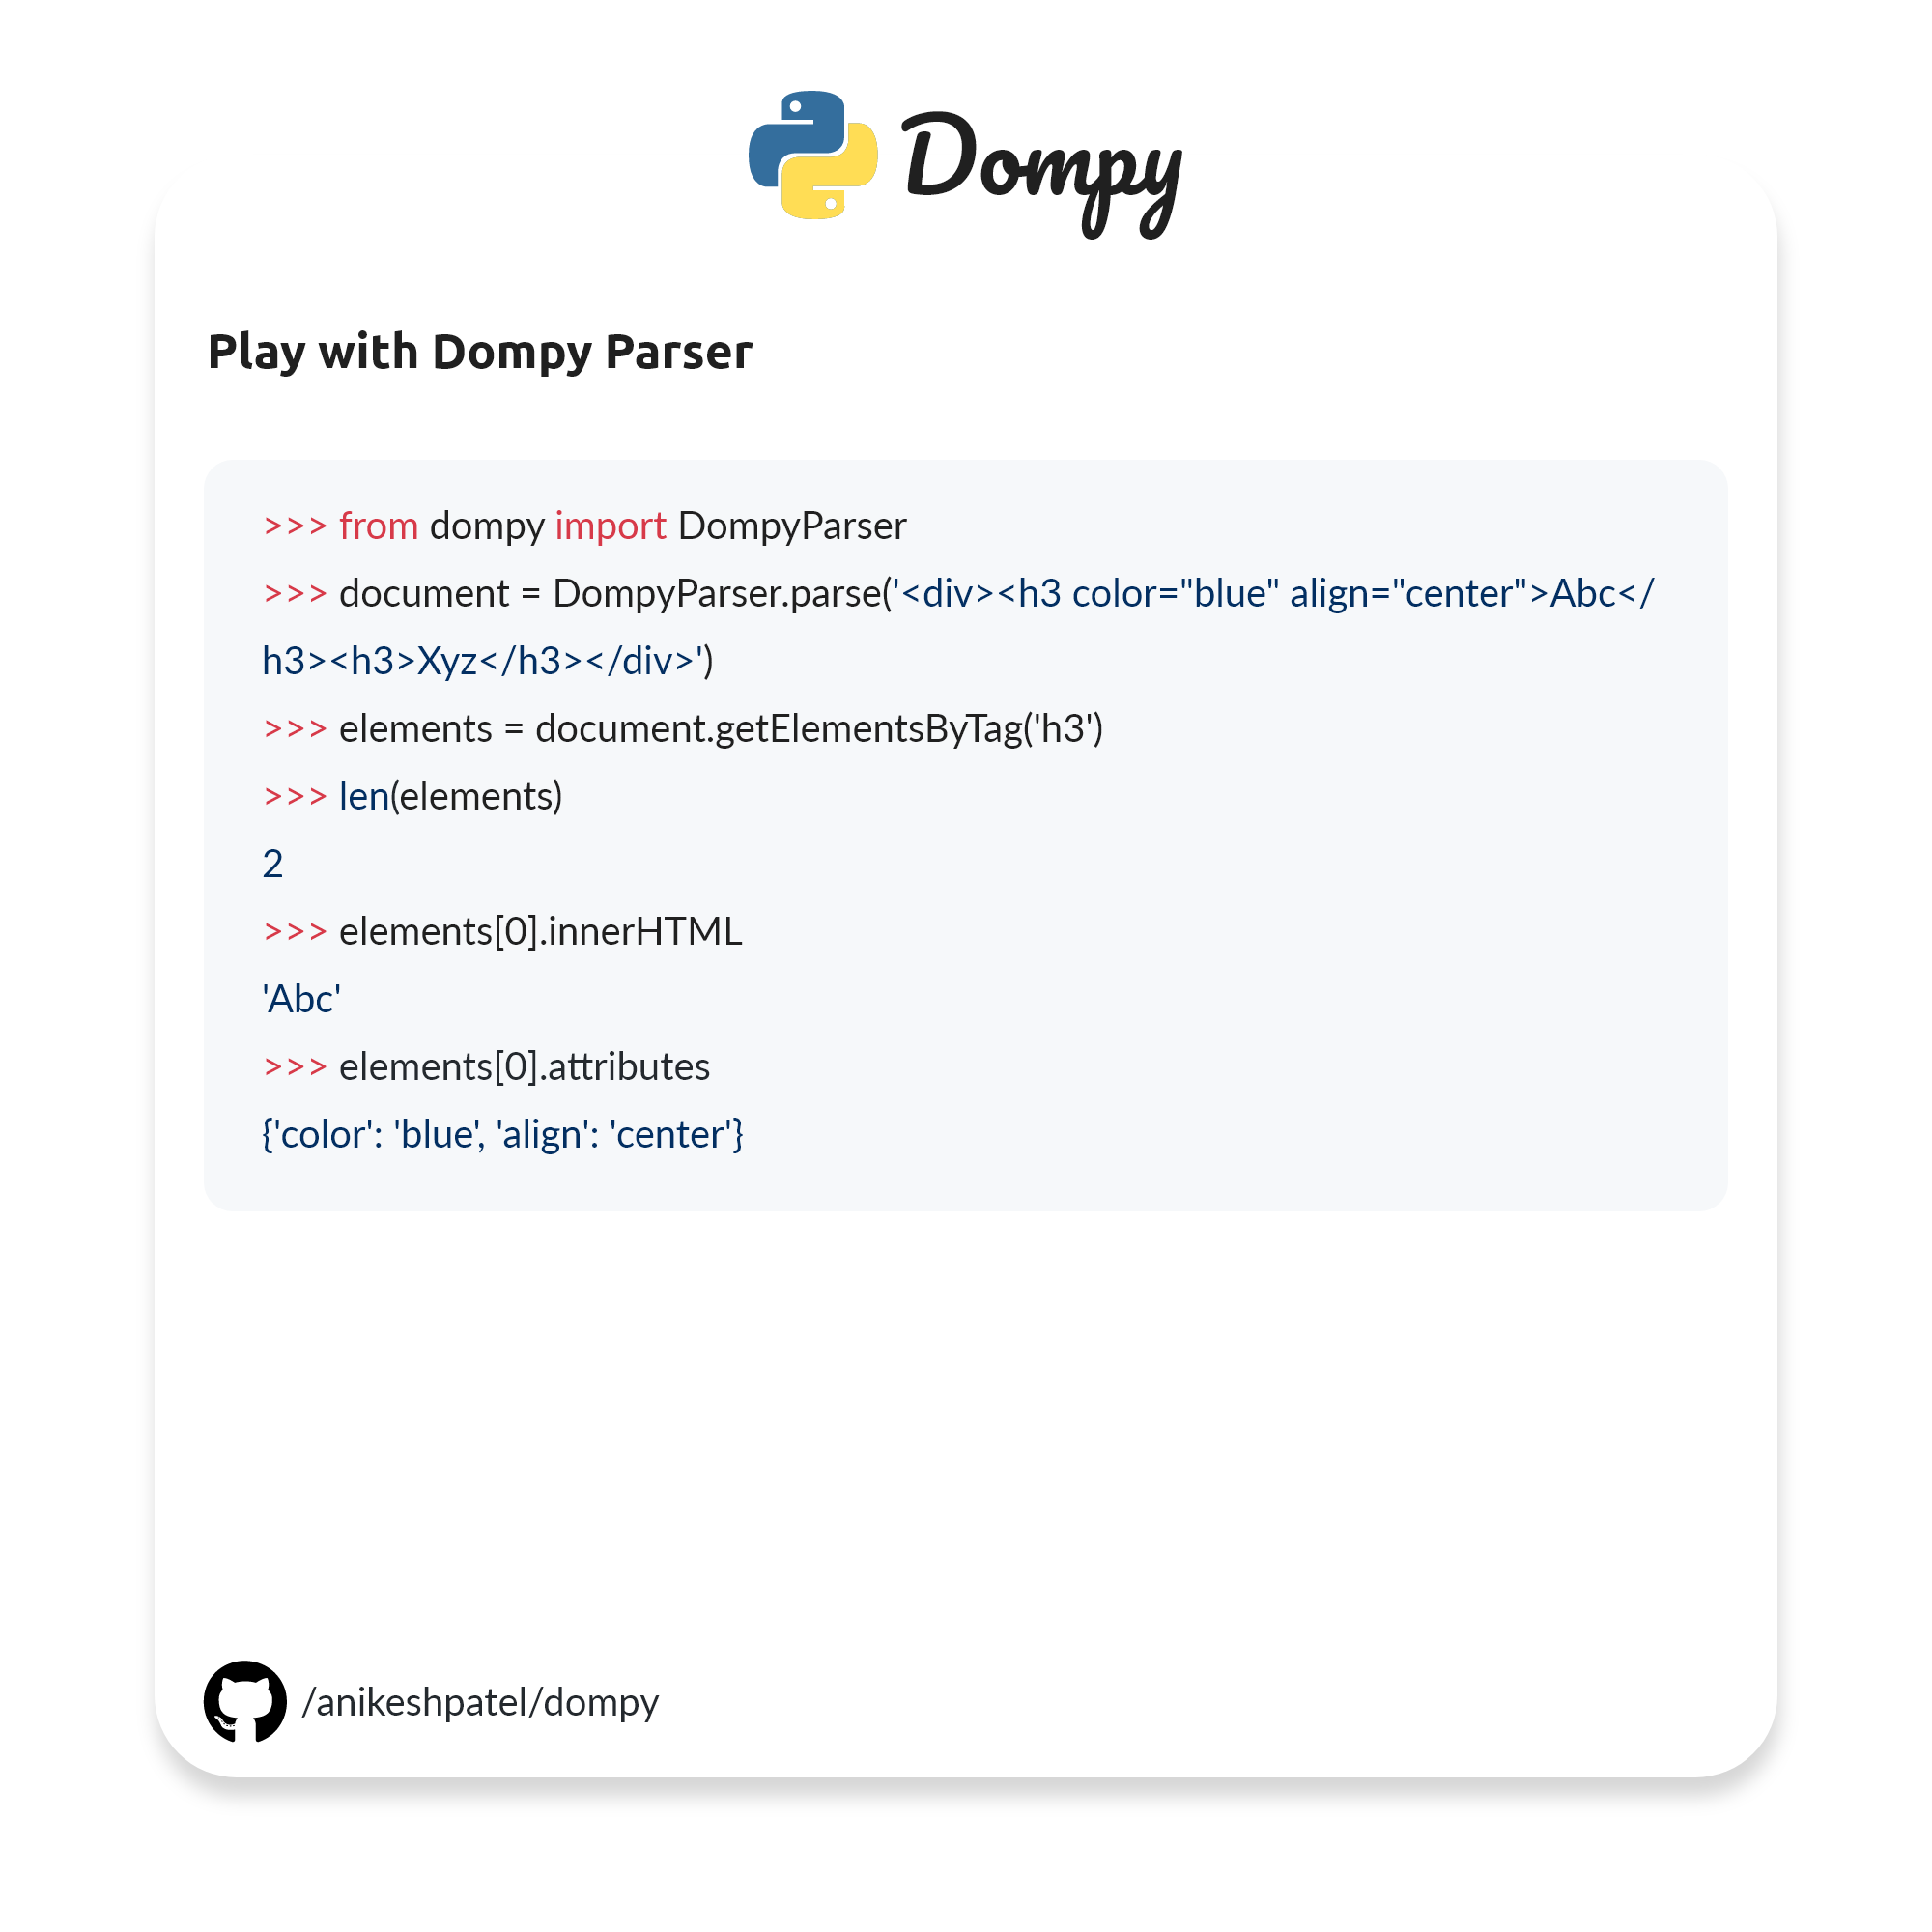 Dompy
Play with Dompy Parser
>>> from dompy import DompyParser
>>> document = DompyParser.parse('<div><h3 color="blue" align="center">Abc</
h3><h3>Xyz</h3></div>')
>>> elements = document.getElementsByTag('h3')
>>> len(elements)
2
>>> elements[0].innerHTML
'Abc'
>>> elements[0].attributes
{'color': 'blue', 'align': 'center'}
/anikeshpatel/dompy